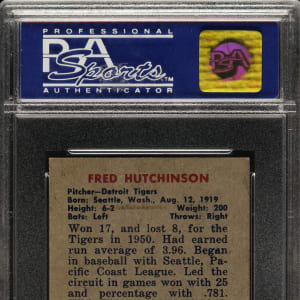 PROFESSIONAL
PSA
Sports™
AUTHENTICATOR
PSA
FRED HUTCHINSON
Pitcher-Detroit Tigers
Born: Seattle, Wash., Aug. 12, 1919
Height: 6-2 Weight: 200
Bats: Left Throws: Right
Won 17, and lost 8, for the
Tigers in 1950. Had earned
run average of 3.96. Began
in baseball with Seattle, Pa-
cific Coast League. Led the
circuit in games won with 25
and percentage with .781.